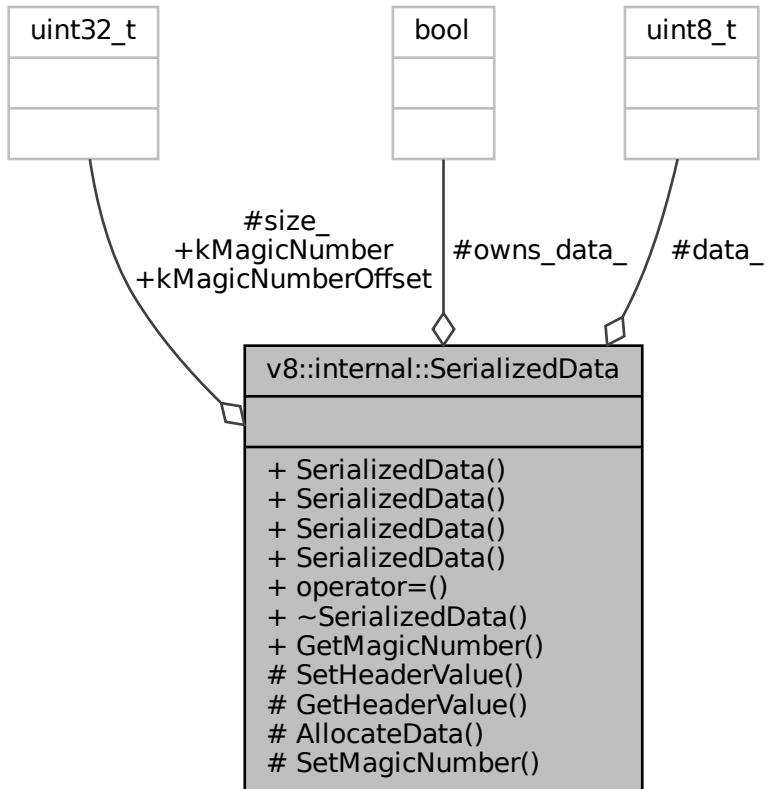 uint32_t
bool
uint8_t
#size_
+kMagicNumber
+kMagicNumberOffset
#owns_data_
#data_
v8::internal::SerializedData
+ SerializedData()
+ SerializedData()
+ SerializedData()
+ SerializedData()
+ operator=()
+ ~SerializedData()
+ GetMagicNumber()
# SetHeaderValue()
# GetHeaderValue()
# AllocateData()
# SetMagicNumber()